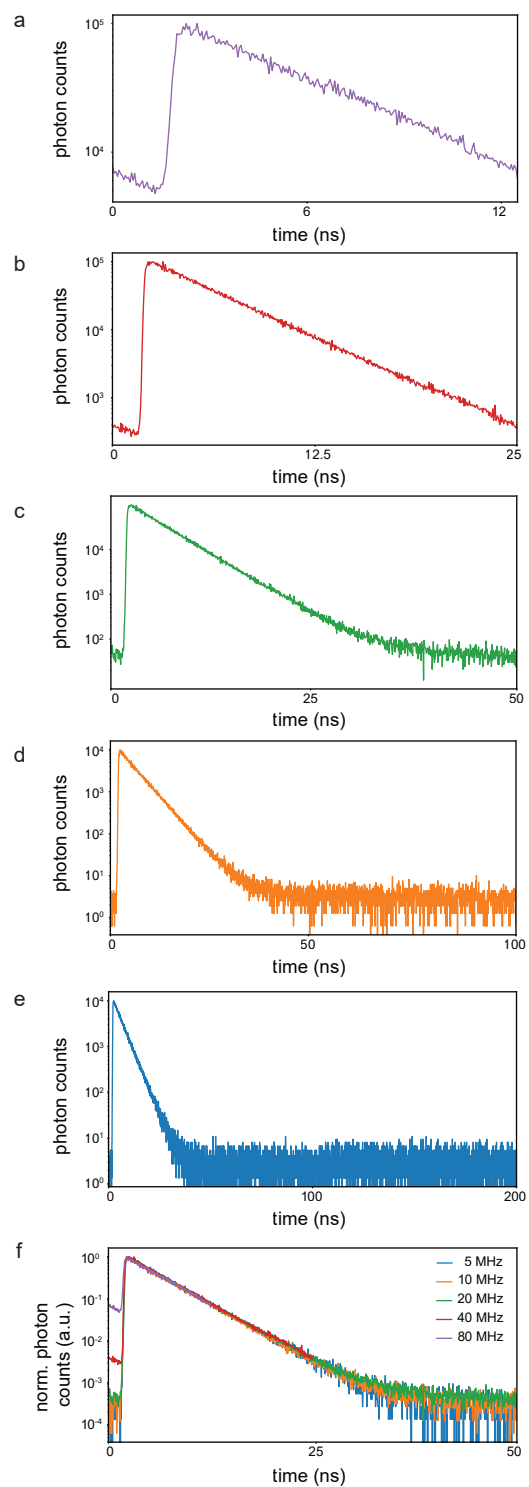 a
10⁵
10⁴
photon counts
0
6
12
time (ns)
b
10⁵
10⁴
10³
photon counts
0
12.5
25
time (ns)
c
10⁴
10³
10²
photon counts
0
25
50
time (ns)
d
10⁴
10³
10²
10¹
10⁰
photon counts
0
50
100
time (ns)
e
10⁴
10³
10²
10¹
10⁰
photon counts
0
100
200
time (ns)
f
10⁰
10⁻¹
10⁻²
10⁻³
10⁻⁴
norm. photon
counts (a.u.)
5 MHz
10 MHz
20 MHz
40 MHz
80 MHz
0
25
50
time (ns)